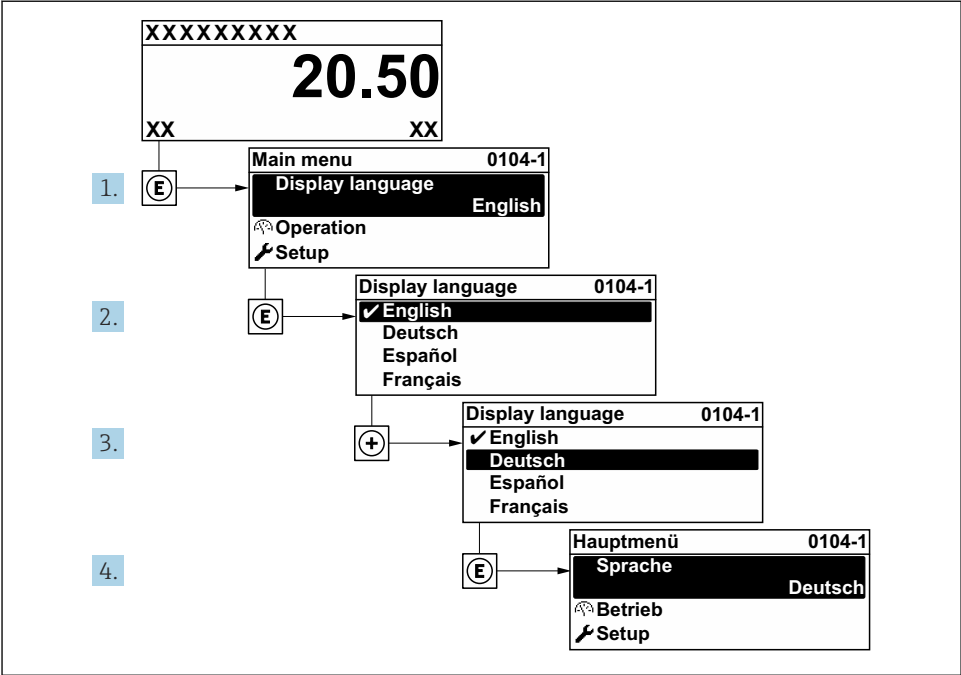 XXXXXXXXX
20.50
XX XX
1.
E
Main menu 0104-1
Display language
English
Operation
Setup
2.
E
Display language 0104-1
✔English
Deutsch
Español
Français
3.
+
Display language 0104-1
✔English
Deutsch
Español
Français
4.
E
Hauptmenü 0104-1
Sprache
Deutsch
Betrieb
Setup